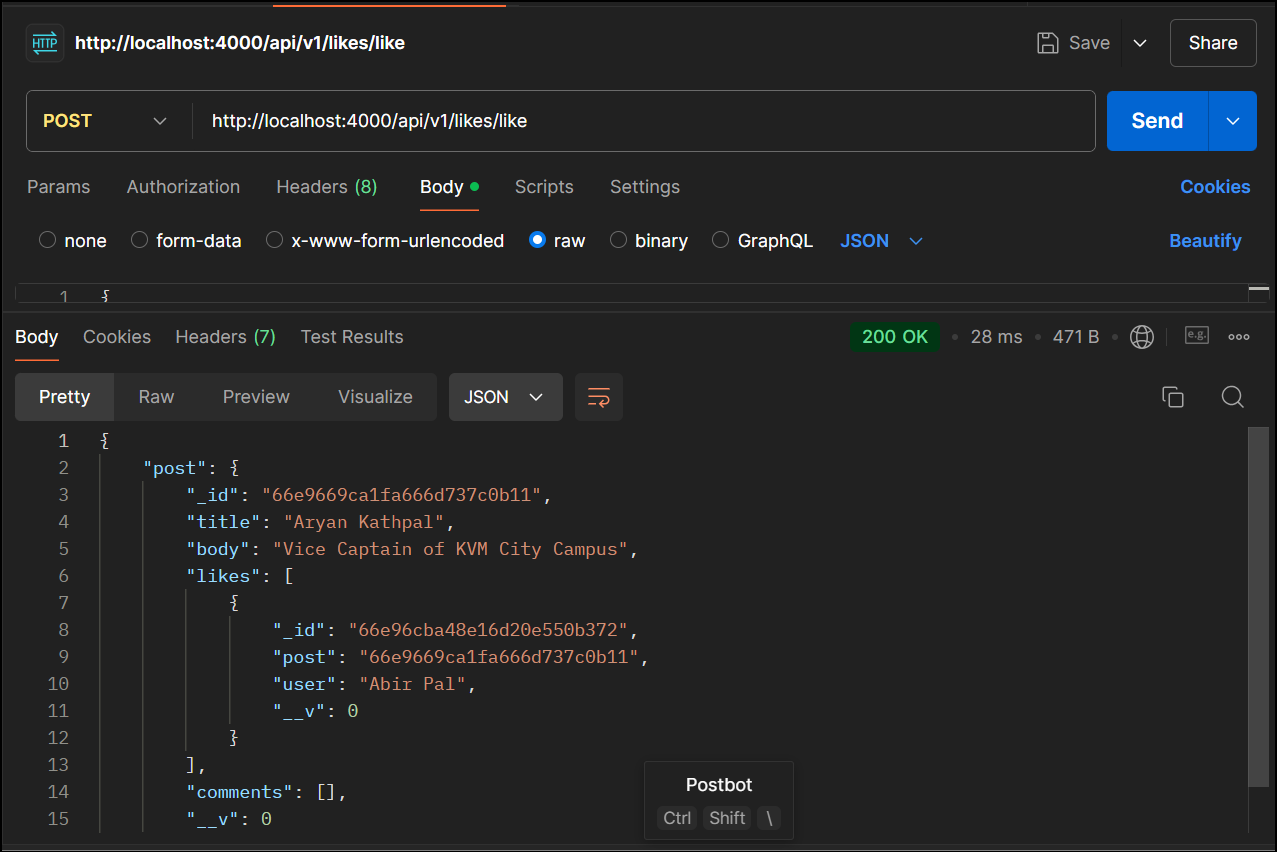 HTTP http://localhost:4000/api/v1/likes/like Save Share
POST http://localhost:4000/api/v1/likes/like Send
Params Authorization Headers (8) Body Scripts Settings Cookies
none form-data x-www-form-urlencoded raw binary GraphQL JSON Beautify
1 {
Body Cookies Headers (7) Test Results 200 OK 28 ms 471 B e.g.
Pretty Raw Preview Visualize JSON
1 {
2 "post": {
3 "_id": "66e9669ca1fa666d737c0b11",
4 "title": "Aryan Kathpal",
5 "body": "Vice Captain of KVM City Campus",
6 "likes": [
7 {
8 "_id": "66e96cba48e16d20e550b372",
9 "post": "66e9669ca1fa666d737c0b11",
10 "user": "Abir Pal",
11 "__v": 0
12 }
13 ],
14 "comments": [],
15 "__v": 0
Postbot
Ctrl Shift \